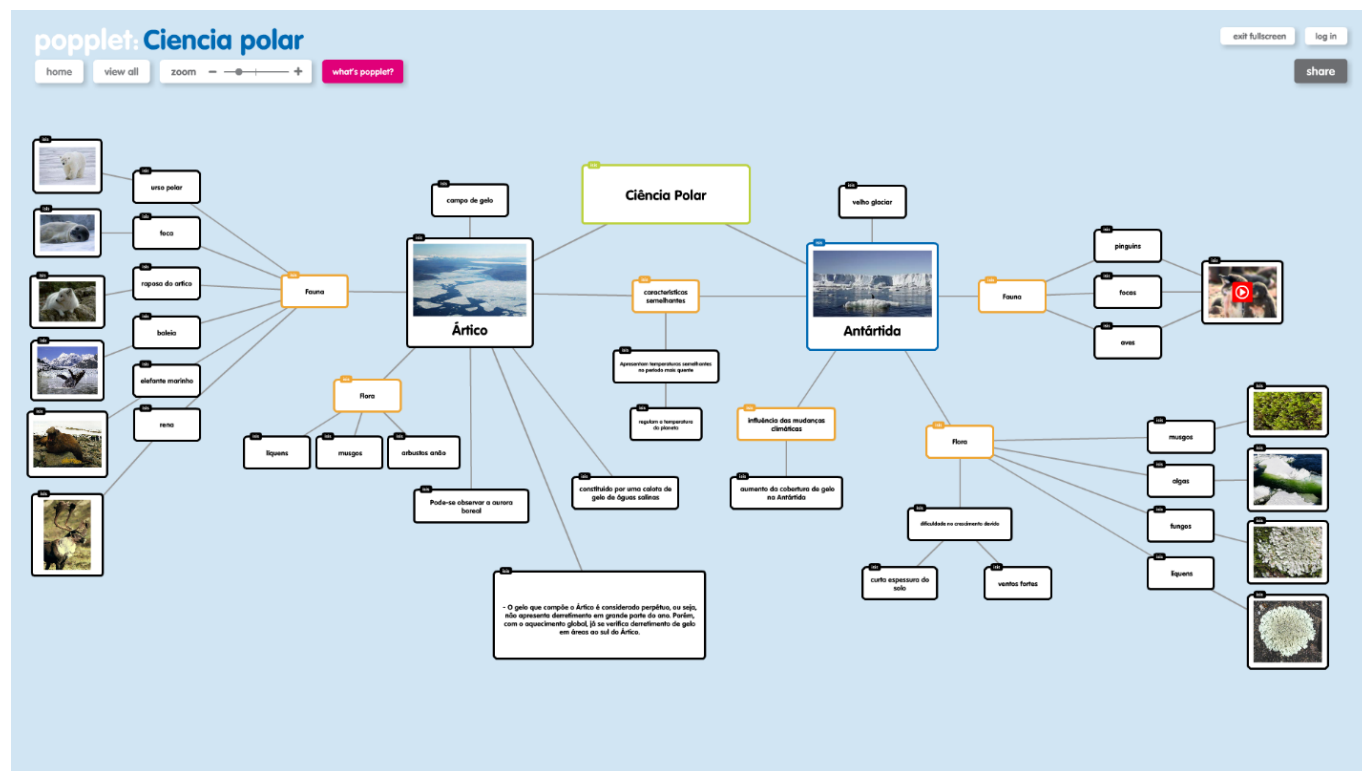 popplet: Ciencia polar
exit fullscreen
log in
home
view all
zoom
what's popplet?
share
Ciência Polar
urso polar
foca
raposa do artico
baleia
elefante marinho
rena
Fauna
campo de gelo
Ártico
Flora
líquens
musgos
arbustos anão
Pode-se observar a aurora
boreal
constituido por uma calota de
gelo de águas salinas
- O gelo que compõe o Ártico é considerado perpétuo, ou seja,
não apresenta derretimento em grande parte do ano. Porém,
com o aquecimento global, já se verifica derretimento de gelo
em áreas ao sul do Ártico.
características
semelhantes
Apresentam temperaturas semelhantes
no período mais quente
regulam a temperatura
do planeta
velho glaciar
Antártida
influência das mudanças
climáticas
aumento da cobertura de gelo
na Antártida
Fauna
pinguins
focas
aves
Flora
musgos
algas
fungos
líquens
dificuldade no crescimento devido
curta espessura do
solo
ventos fortes